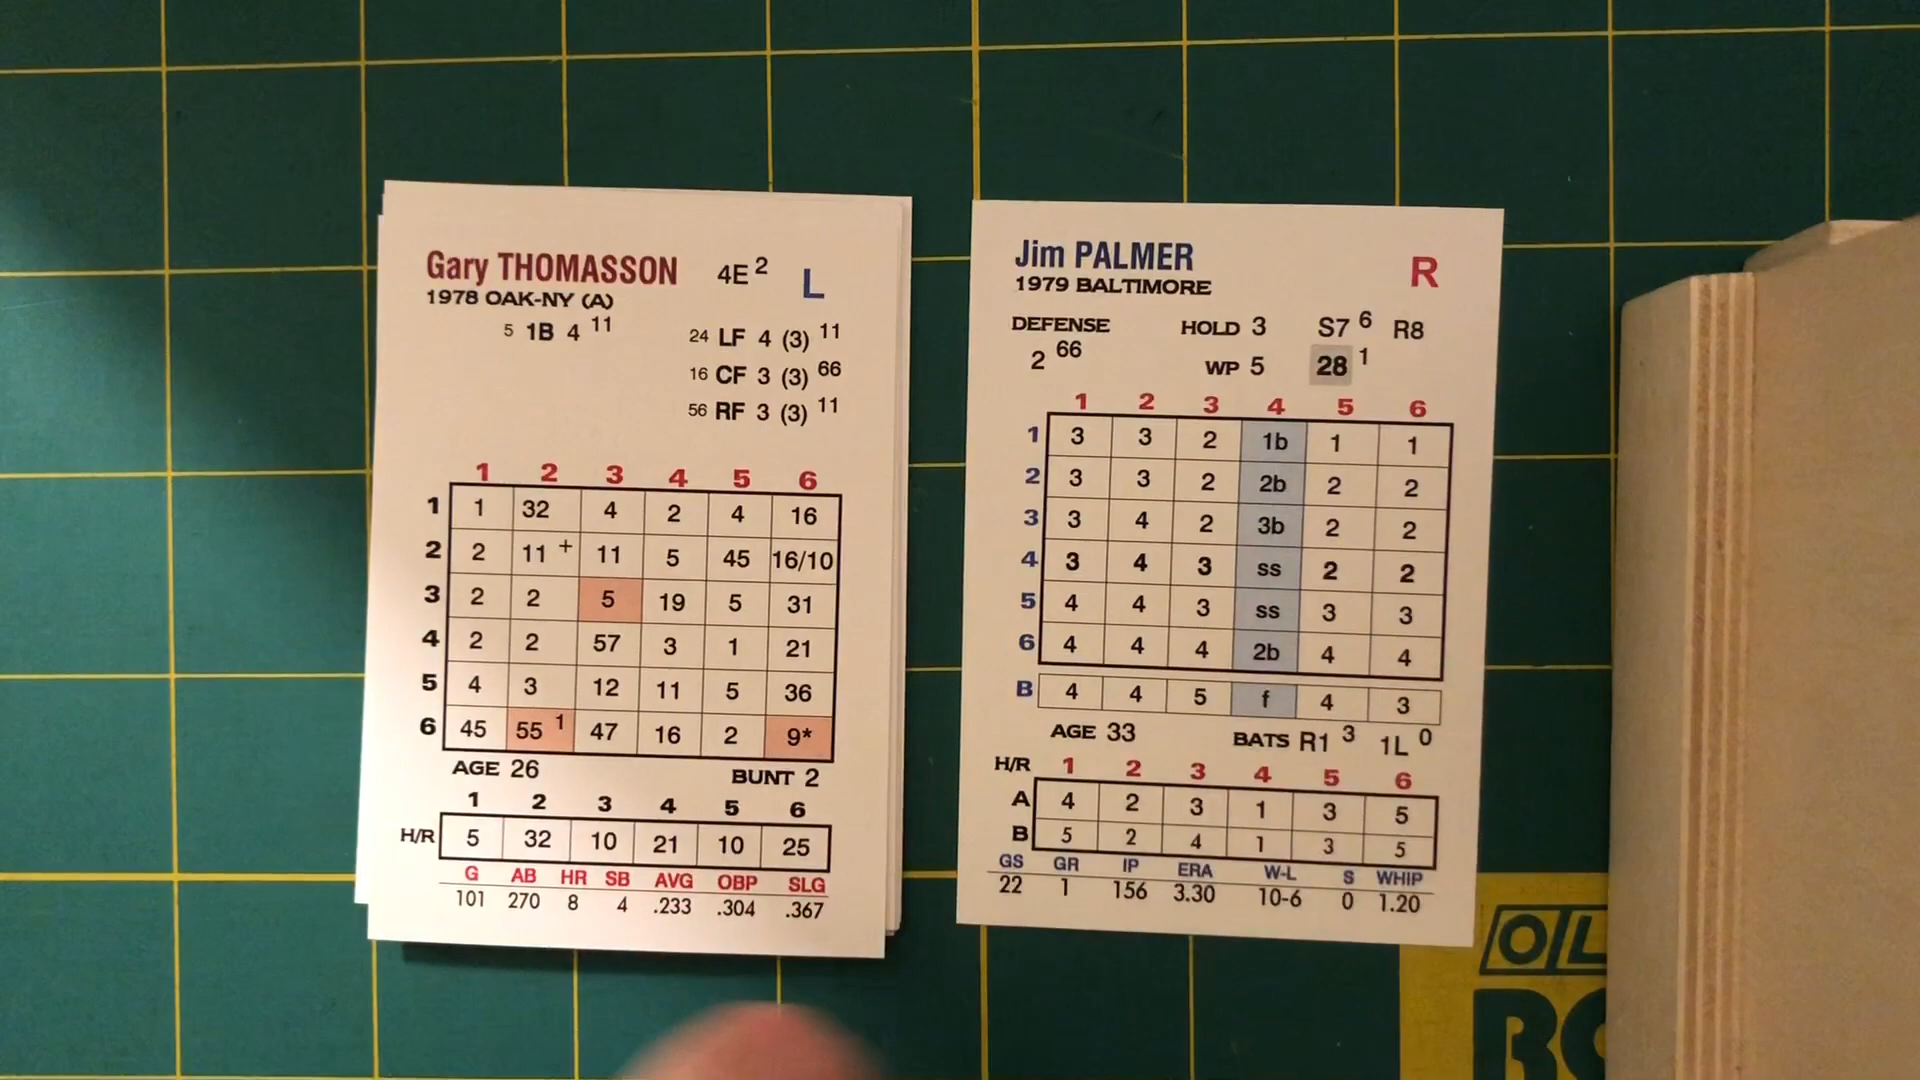 Gary THOMASSON 4E 2 L
1978 OAK-NY (A)
5 1B 4 11 24 LF 4 (3) 11
16 CF 3 (3) 66
56 RF 3 (3) 11
1 2 3 4 5 6
1 1 32 4 2 4 16
2 2 11 + 11 5 45 16/10
3 2 2 5 19 5 31
4 2 2 57 3 1 21
5 4 3 12 11 5 36
6 45 55 1 47 16 2 9*
AGE 26 BUNT 2
1 2 3 4 5 6
H/R 5 32 10 21 10 25
G AB HR SB AVG OBP SLG
101 270 8 4 .233 .304 .367
Jim PALMER R
1979 BALTIMORE
DEFENSE HOLD 3 S7 6 R8
2 66 WP 5 28 1
1 2 3 4 5 6
1 3 3 2 1b 1 1
2 3 3 2 2b 2 2
3 3 4 2 3b 2 2
4 3 4 3 ss 2 2
5 4 4 3 ss 3 3
6 4 4 4 2b 4 4
B 4 4 5 f 4 3
AGE 33 BATS R1 3 1L 0
H/R 1 2 3 4 5 6
A 4 2 3 1 3 5
B 5 2 4 1 3 5
GS GR IP ERA W-L S WHIP
22 1 156 3.30 10-6 0 1.20